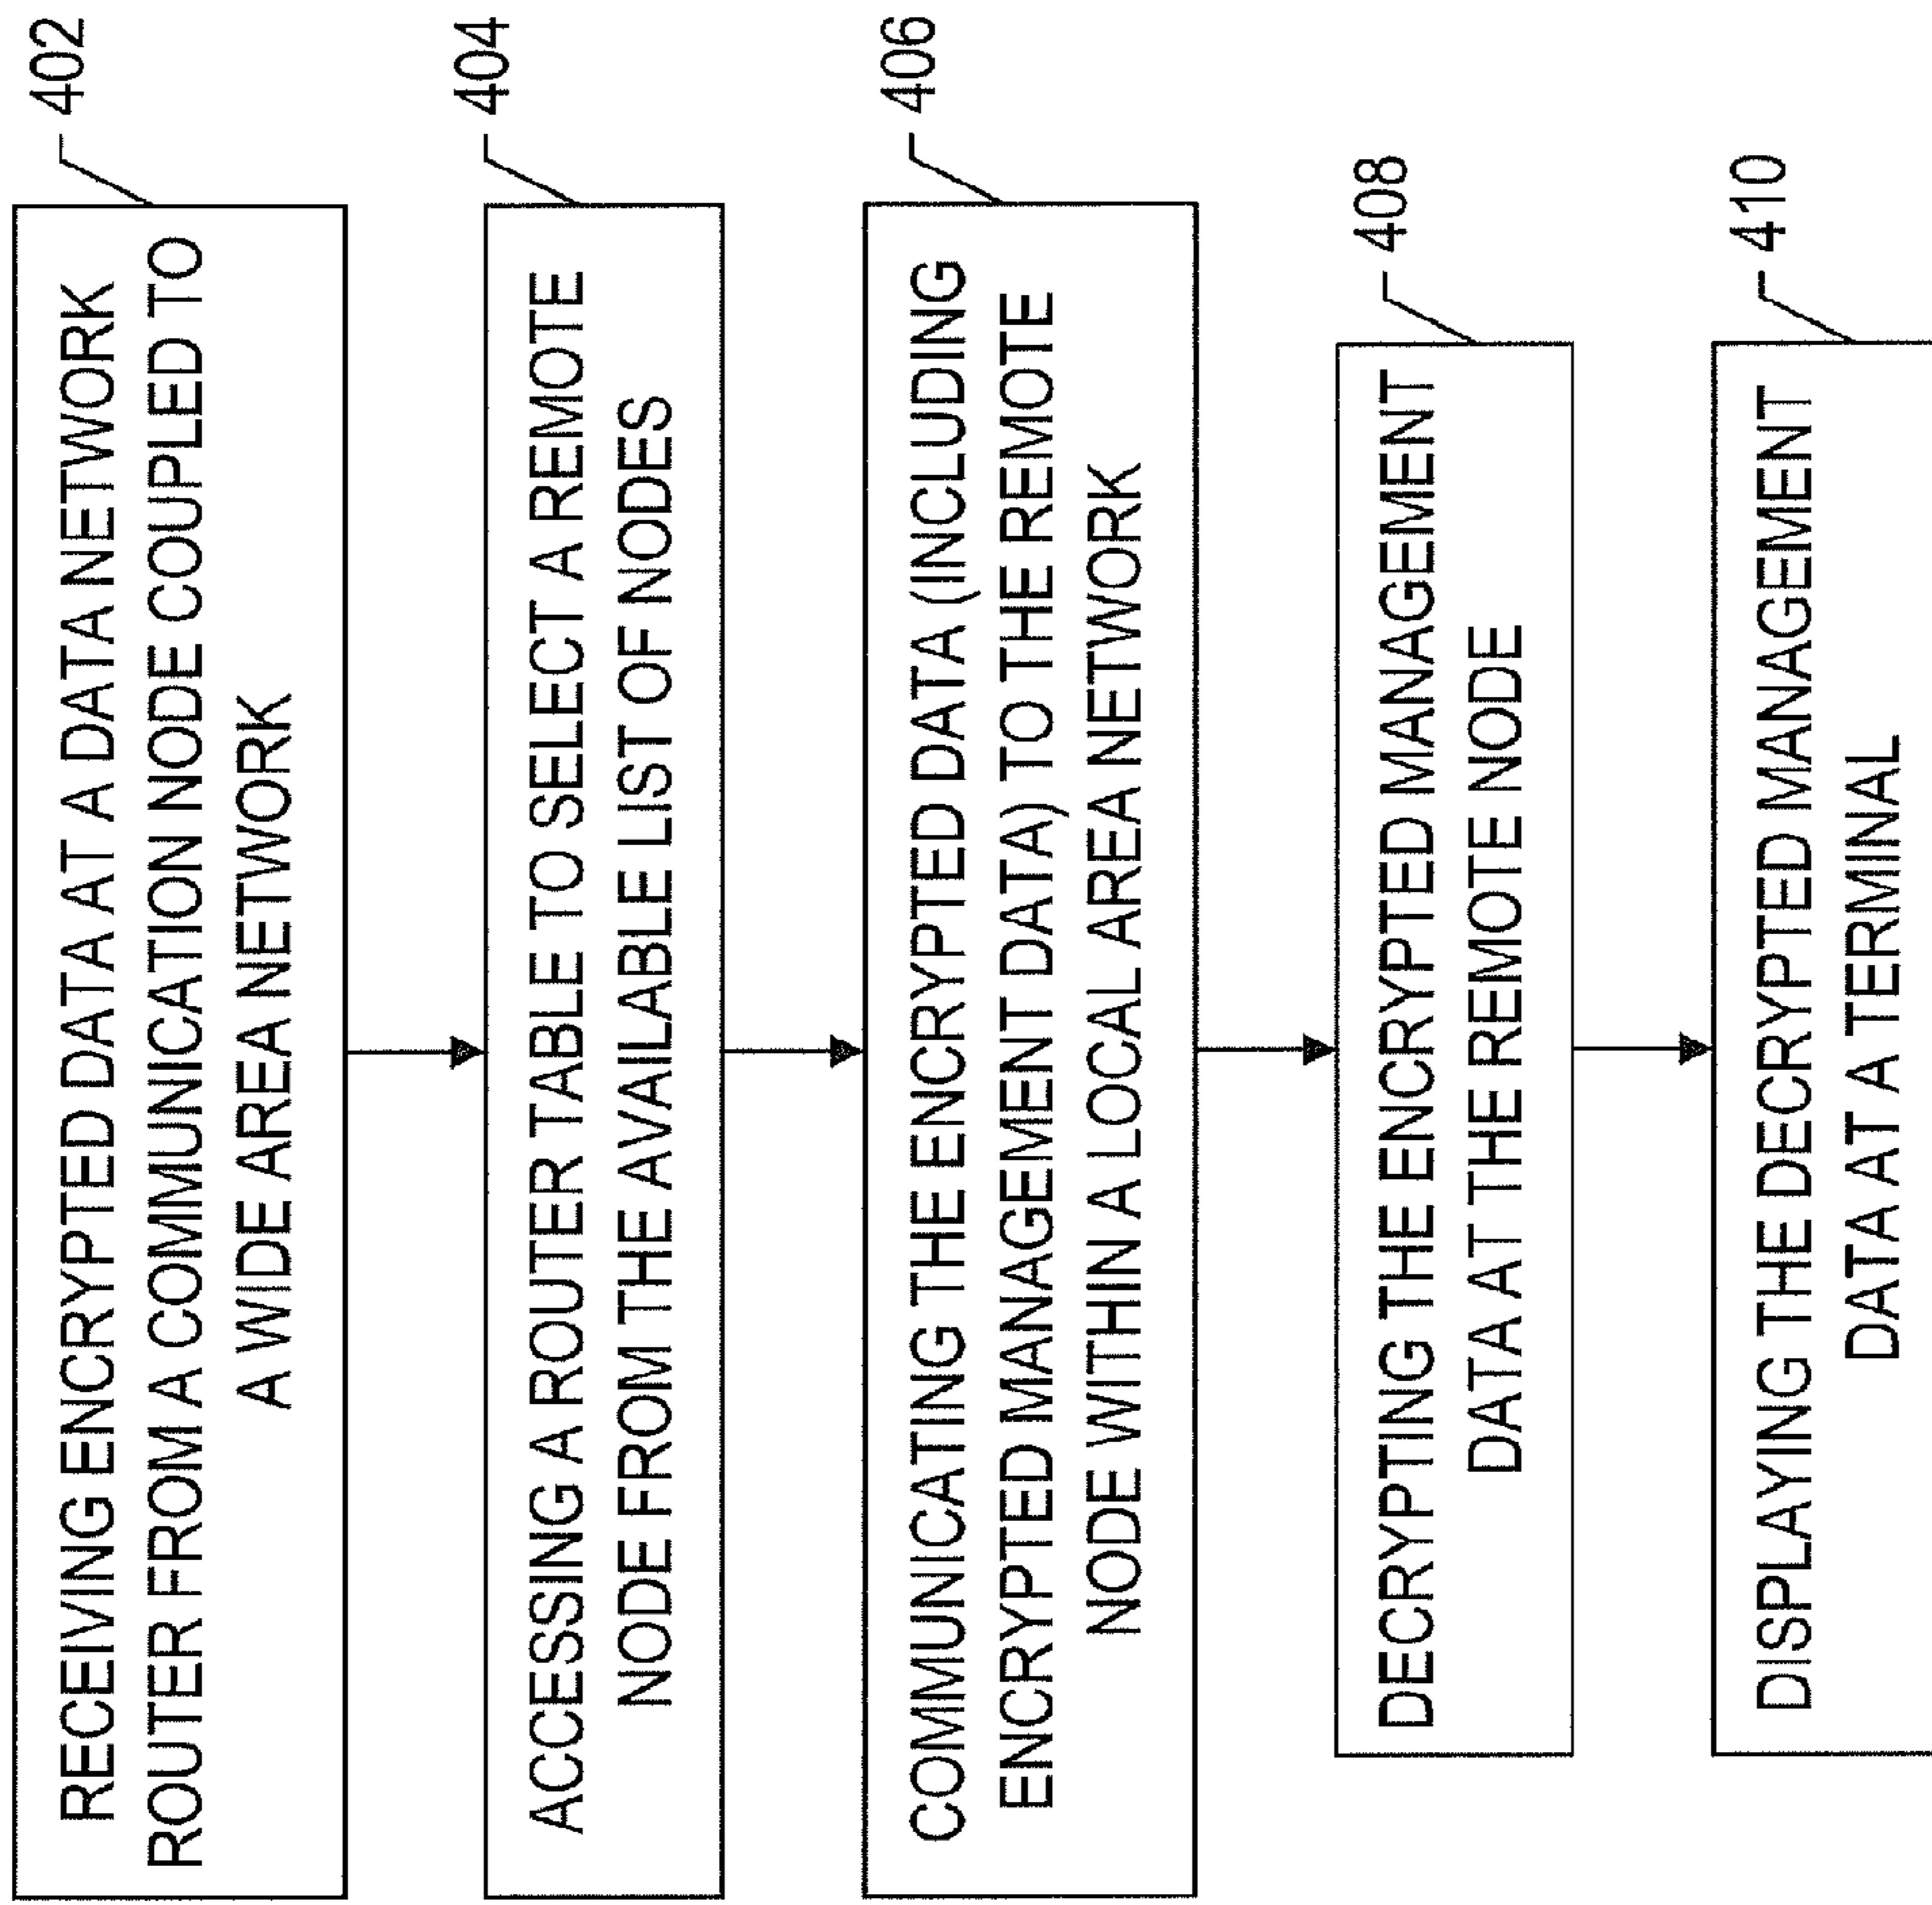 RECEIVING ENCRYPTED DATA AT A DATA NETWORK
ROUTER FROM A COMMUNICATION NODE COUPLED TO
A WIDE AREA NETWORK
402
ACCESSING A ROUTER TABLE TO SELECT A REMOTE
NODE FROM THE AVAILABLE LIST OF NODES
404
COMMUNICATING THE ENCRYPTED DATA (INCLUDING
ENCRYPTED MANAGEMENT DATA) TO THE REMOTE
NODE WITHIN A LOCAL AREA NETWORK
406
DECRYPTING THE ENCRYPTED MANAGEMENT
DATA AT THE REMOTE NODE
408
DISPLAYING THE DECRYPTED MANAGEMENT
DATA AT A TERMINAL
410